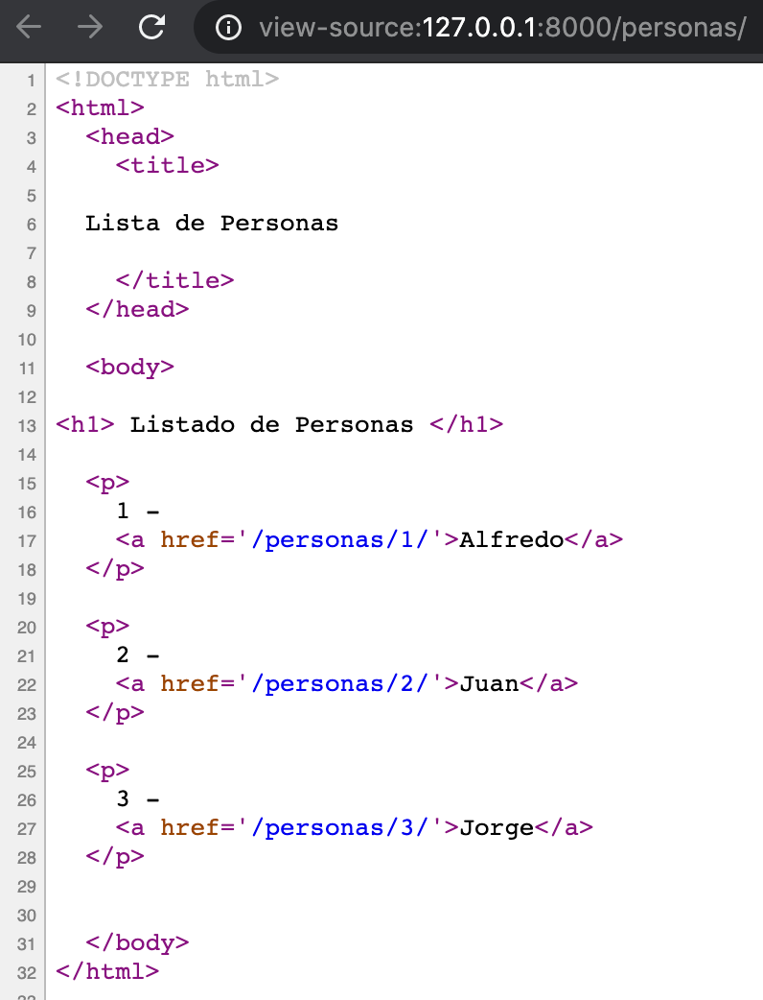 view-source:127.0.0.1:8000/personas/
1 <!DOCTYPE html>
2 <html>
3 <head>
4 <title>
5
6 Lista de Personas
7
8 </title>
9 </head>
10
11 <body>
12
13 <h1> Listado de Personas </h1>
14
15 <p>
16 1 -
17 <a href='/personas/1/'>Alfredo</a>
18 </p>
19
20 <p>
21 2 -
22 <a href='/personas/2/'>Juan</a>
23 </p>
24
25 <p>
26 3 -
27 <a href='/personas/3/'>Jorge</a>
28 </p>
29
30
31 </body>
32 </html>